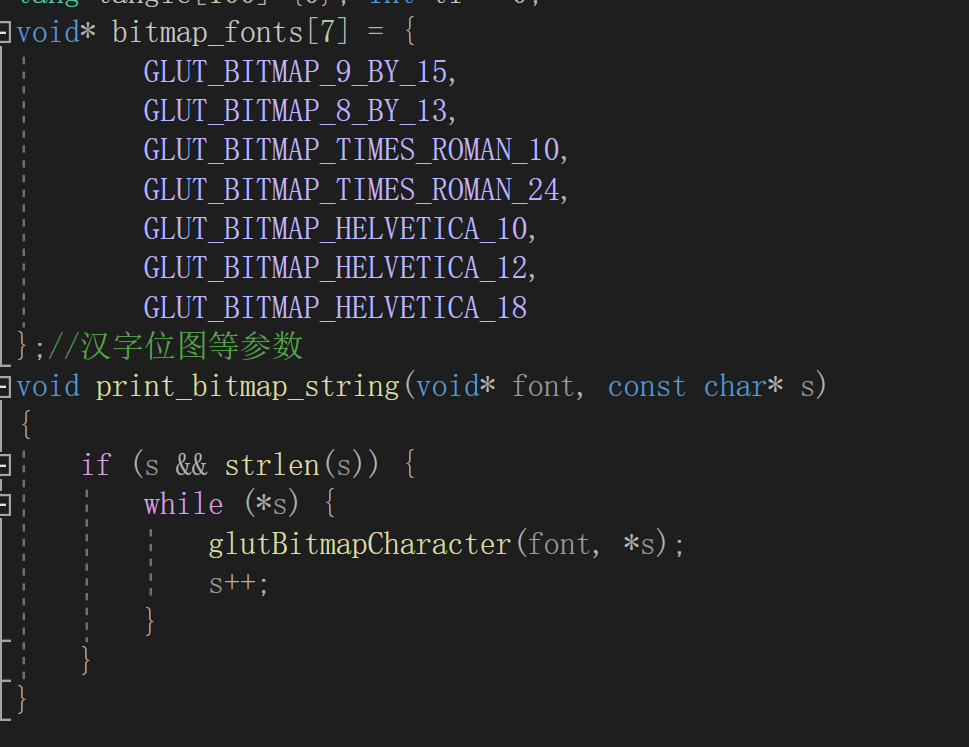 void* bitmap_fonts[7] = {
GLUT_BITMAP_9_BY_15,
GLUT_BITMAP_8_BY_13,
GLUT_BITMAP_TIMES_ROMAN_10,
GLUT_BITMAP_TIMES_ROMAN_24,
GLUT_BITMAP_HELVETICA_10,
GLUT_BITMAP_HELVETICA_12,
GLUT_BITMAP_HELVETICA_18
};//汉字位图等参数
void print_bitmap_string(void* font, const char* s)
{
if (s && strlen(s)) {
while (*s) {
glutBitmapCharacter(font, *s);
s++;
}
}
}